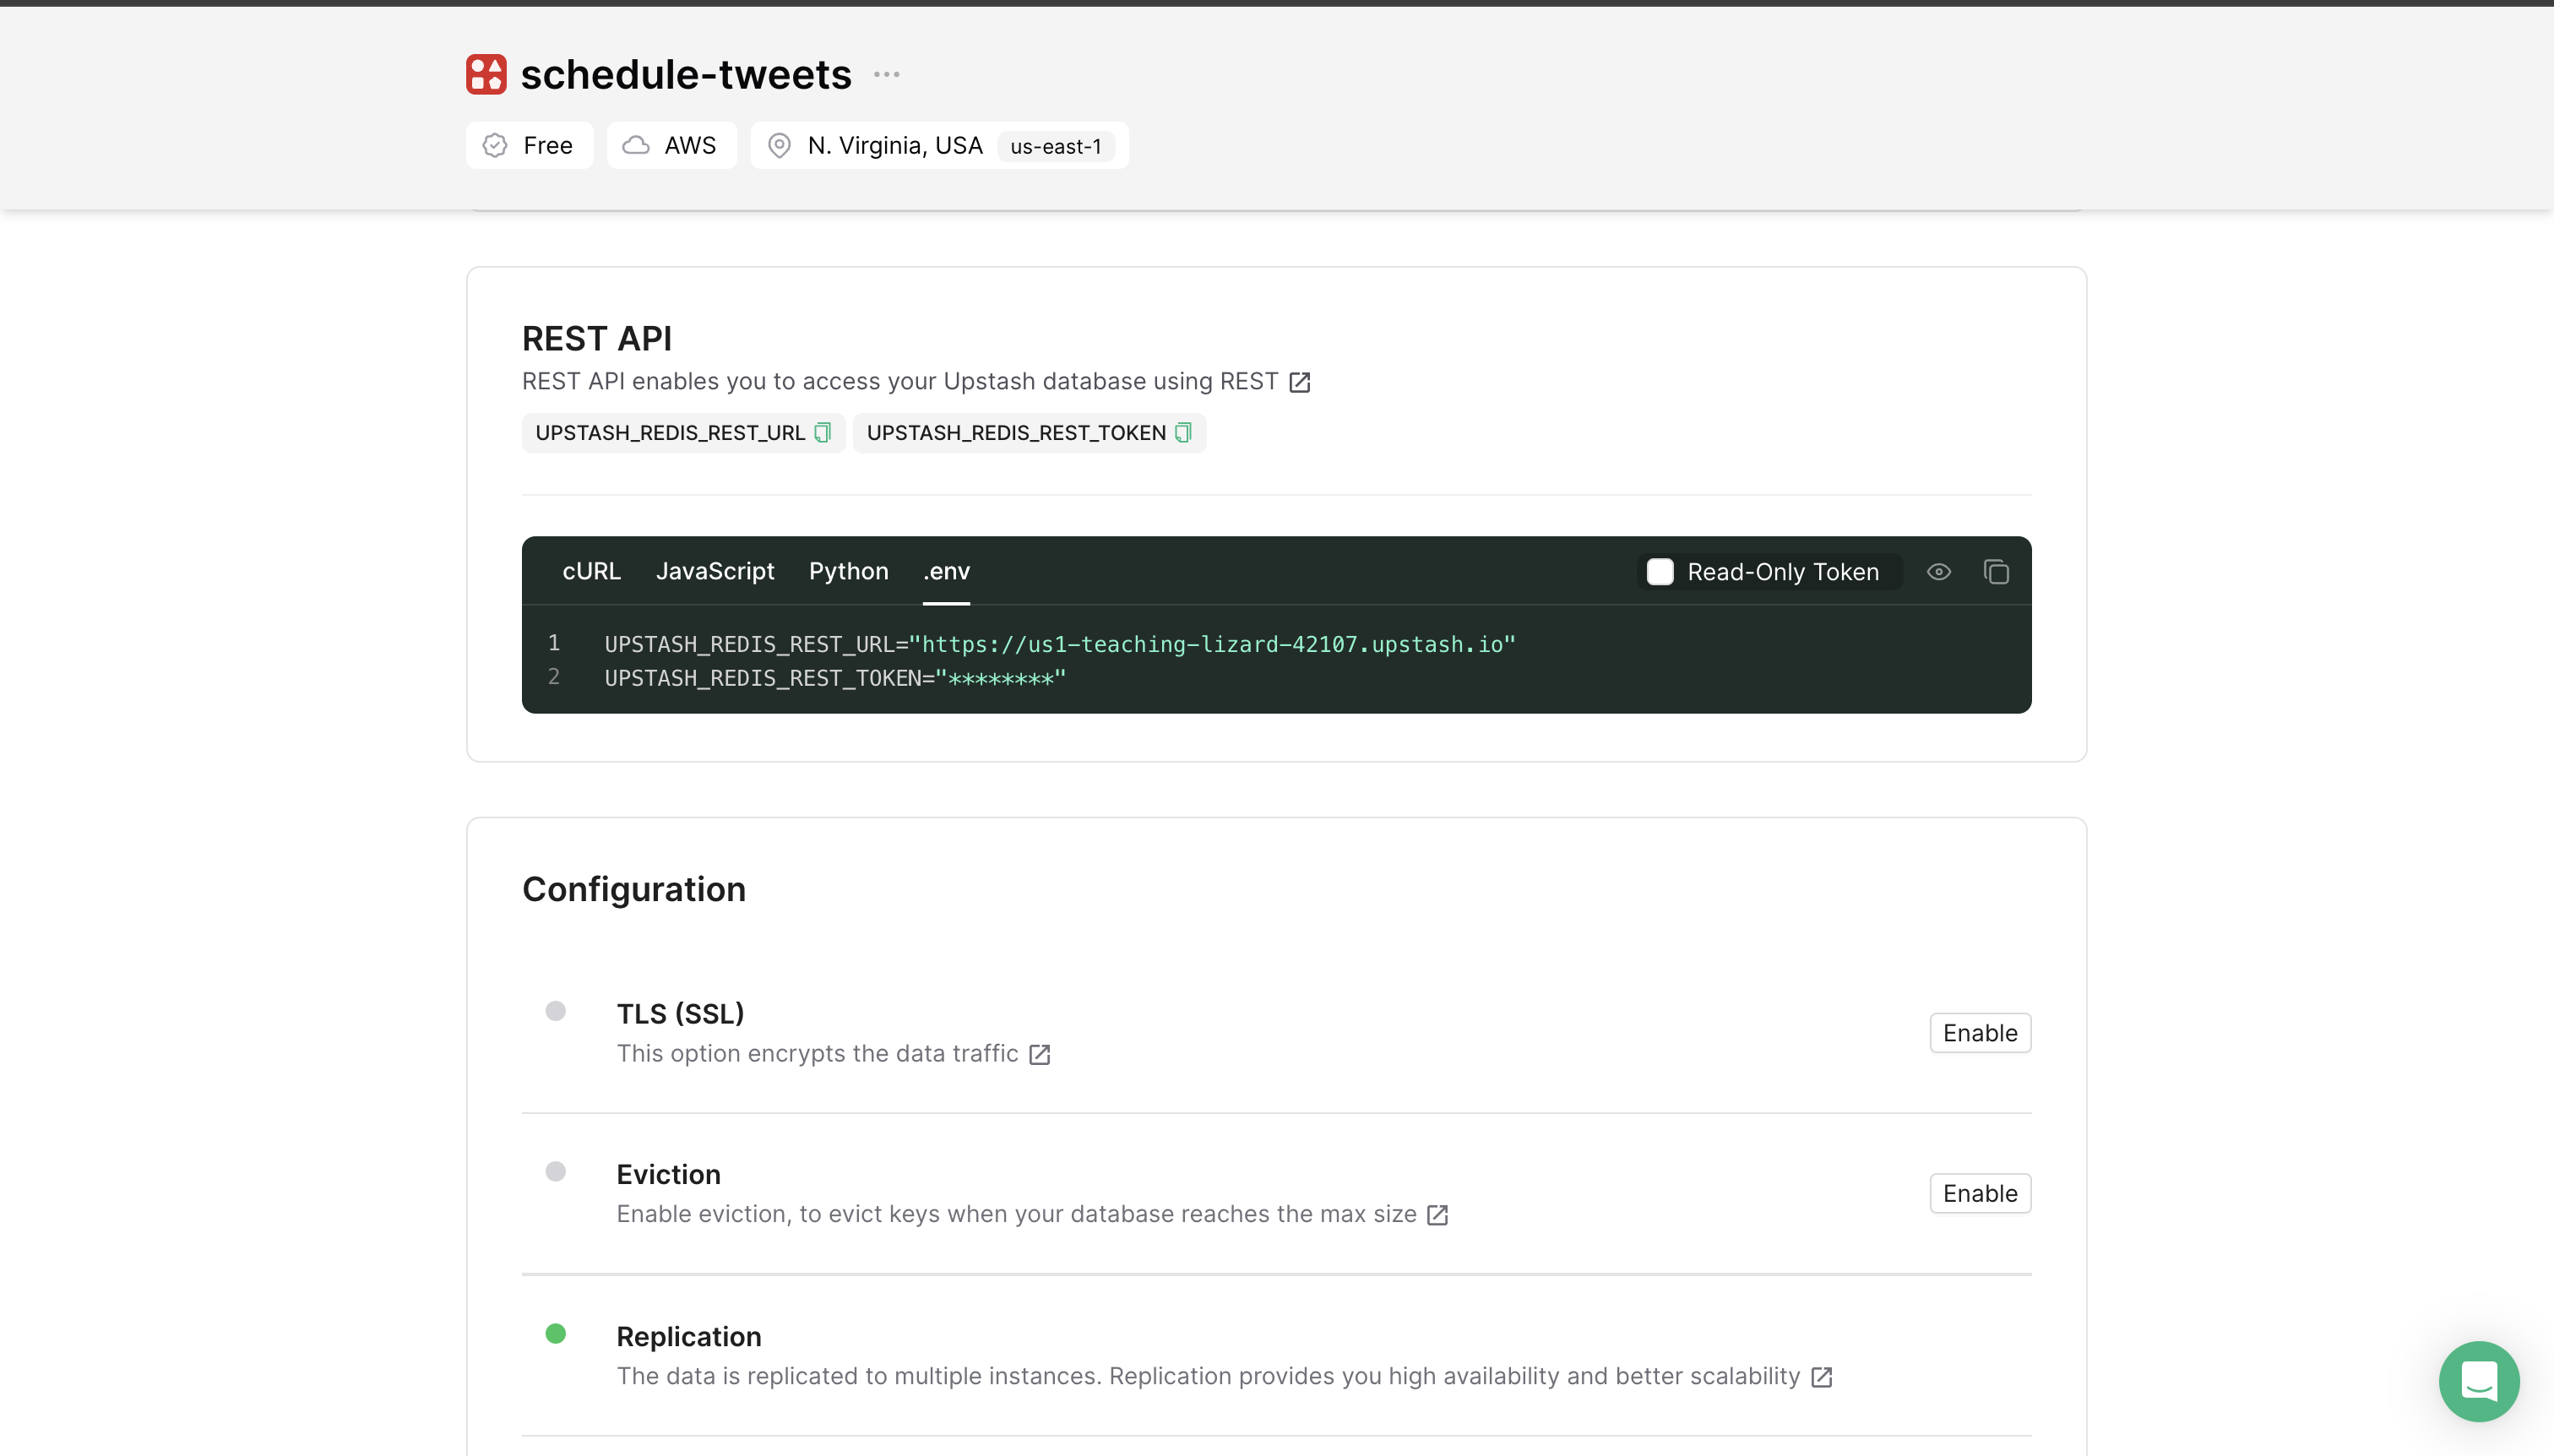 schedule-tweets
Free
AWS
N. Virginia, USA us-east-1
REST API
REST API enables you to access your Upstash database using REST
UPSTASH_REDIS_REST_URL UPSTASH_REDIS_REST_TOKEN
cURL JavaScript Python .env Read-Only Token
1 UPSTASH_REDIS_REST_URL="https://us1-teaching-lizard-42107.upstash.io"
2 UPSTASH_REDIS_REST_TOKEN="********"
Configuration
TLS (SSL)
This option encrypts the data traffic
Enable
Eviction
Enable eviction, to evict keys when your database reaches the max size
Enable
Replication
The data is replicated to multiple instances. Replication provides you high availability and better scalability